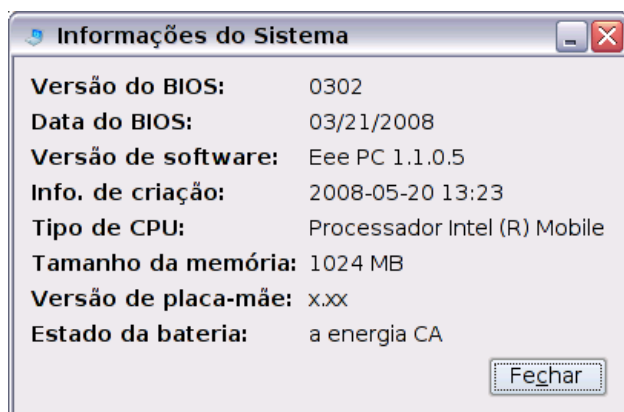 Informações do Sistema
Versão do BIOS: 0302
Data do BIOS: 03/21/2008
Versão de software: Eee PC 1.1.0.5
Info. de criação: 2008-05-20 13:23
Tipo de CPU: Processador Intel (R) Mobile
Tamanho da memória: 1024 MB
Versão de placa-mãe: x.xx
Estado da bateria: a energia CA
Fechar